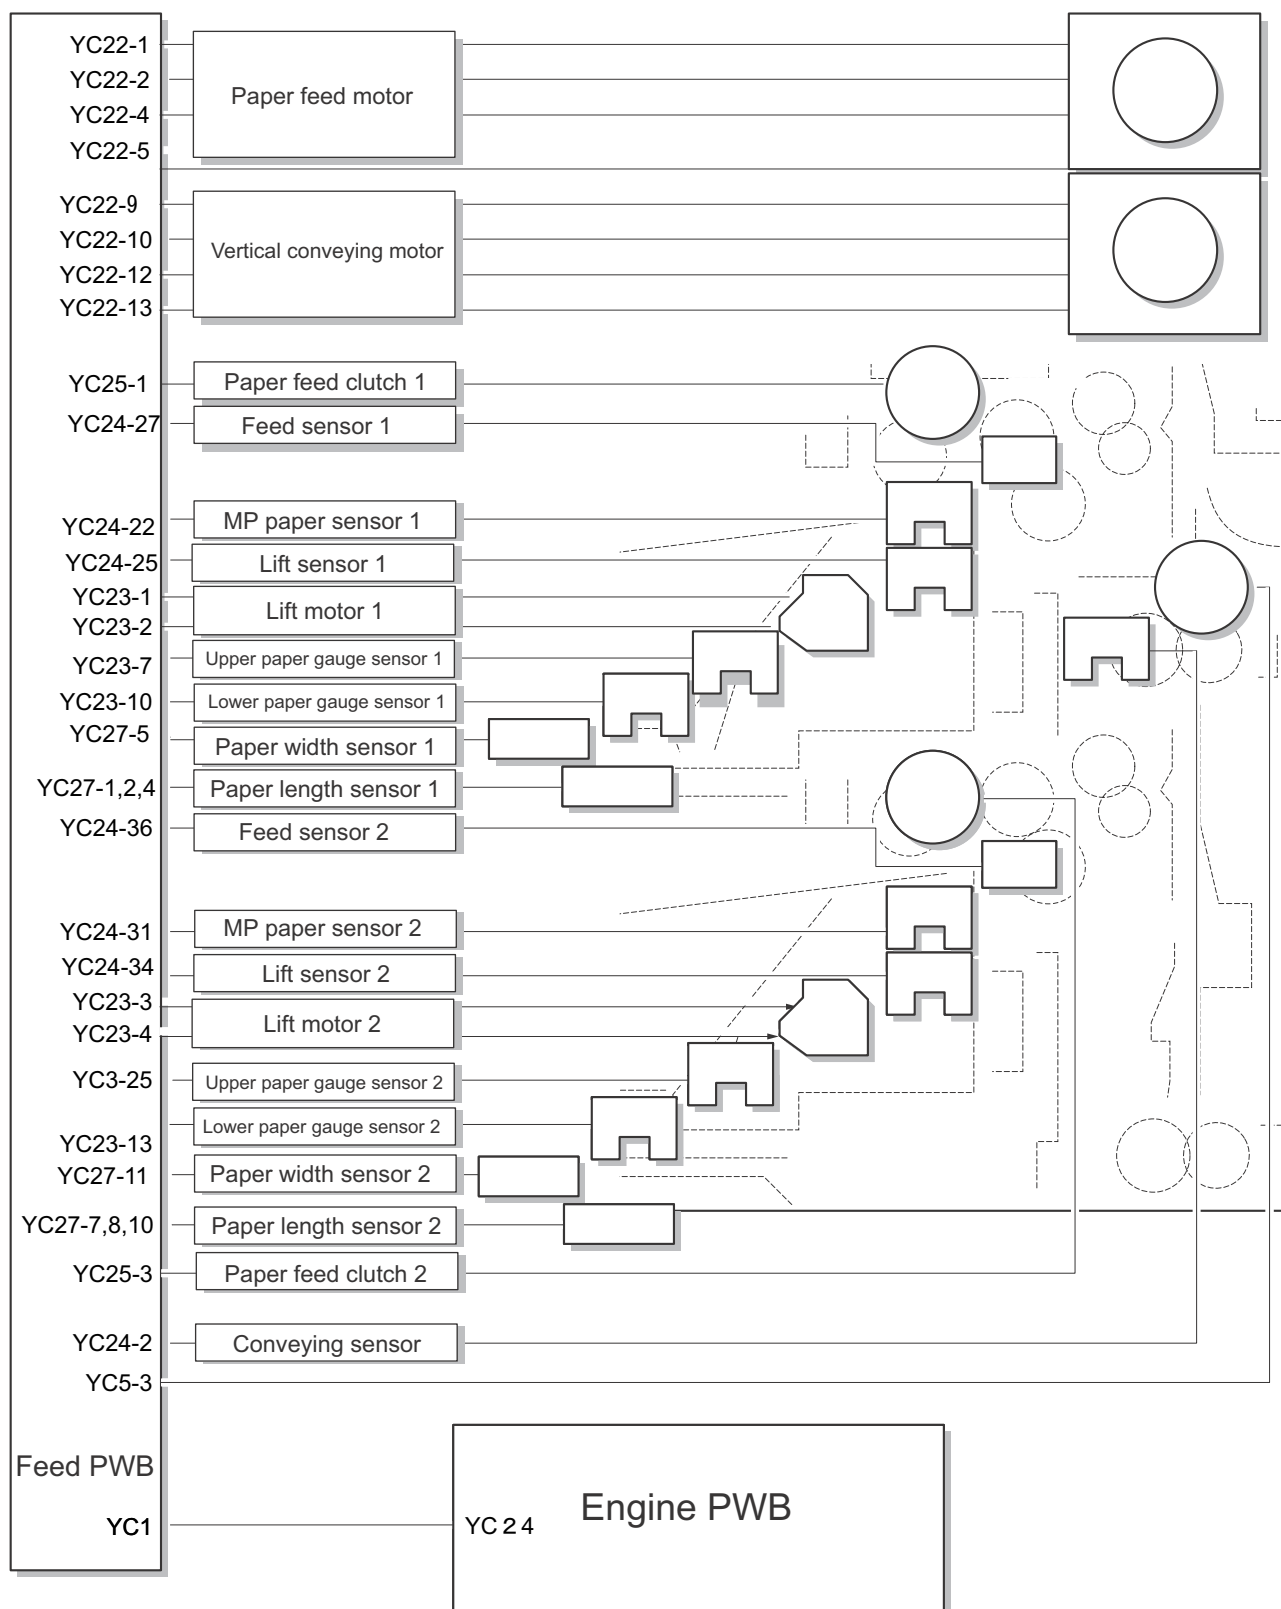 YC22-1
YC22-2
Paper feed motor
YC22-4
YC22-5
YC22-9
YC22-10
Vertical conveying motor
YC22-12
YC22-13
YC25-1 Paper feed clutch 1
YC24-27 Feed sensor 1
YC24-22 MP paper sensor 1
YC24-25 Lift sensor 1
YC23-1
Lift motor 1
YC23-2
YC23-7 Upper paper gauge sensor 1
YC23-10 Lower paper gauge sensor 1
YC27-5 Paper width sensor 1
YC27-1,2,4 Paper length sensor 1
YC24-36 Feed sensor 2
YC24-31 MP paper sensor 2
YC24-34 Lift sensor 2
YC23-3
Lift motor 2
YC23-4
YC3-25 Upper paper gauge sensor 2
YC23-13 Lower paper gauge sensor 2
YC27-11 Paper width sensor 2
YC27-7,8,10 Paper length sensor 2
YC25-3 Paper feed clutch 2
YC24-2 Conveying sensor
YC5-3
Feed PWB
Engine PWB
YC1 YC24